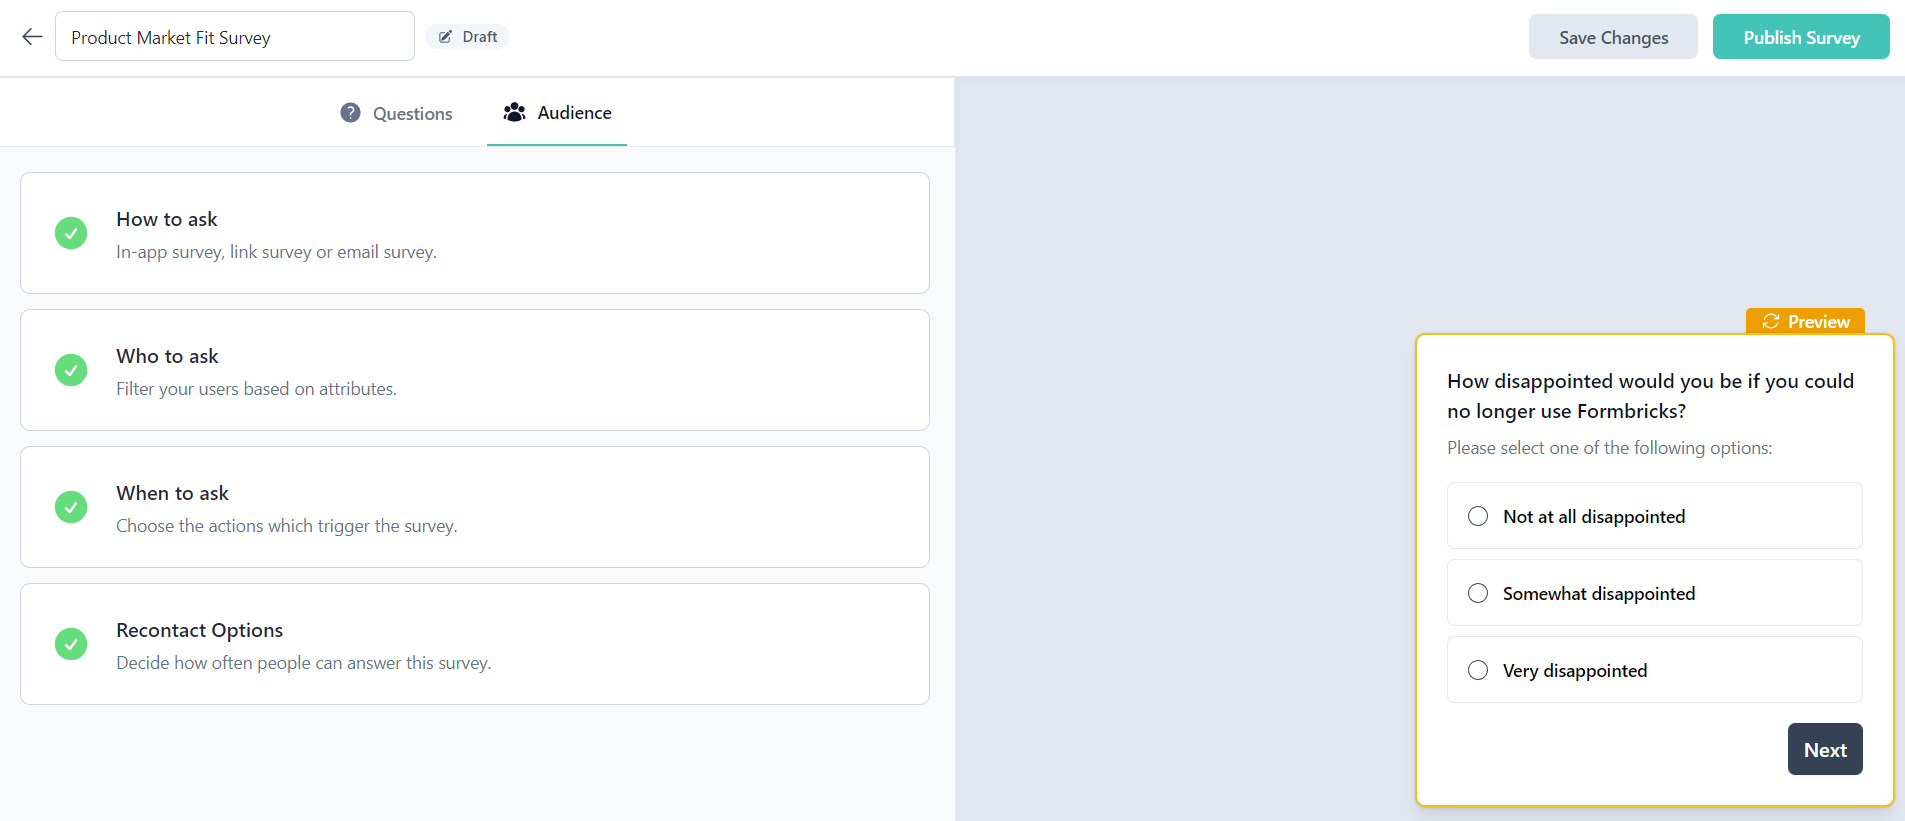 Product Market Fit Survey
Draft
Save Changes
Publish Survey
Questions
Audience
How to ask
In-app survey, link survey or email survey.
Who to ask
Filter your users based on attributes.
When to ask
Choose the actions which trigger the survey.
Recontact Options
Decide how often people can answer this survey.
Preview
How disappointed would you be if you could
no longer use Formbricks?
Please select one of the following options:
Not at all disappointed
Somewhat disappointed
Very disappointed
Next